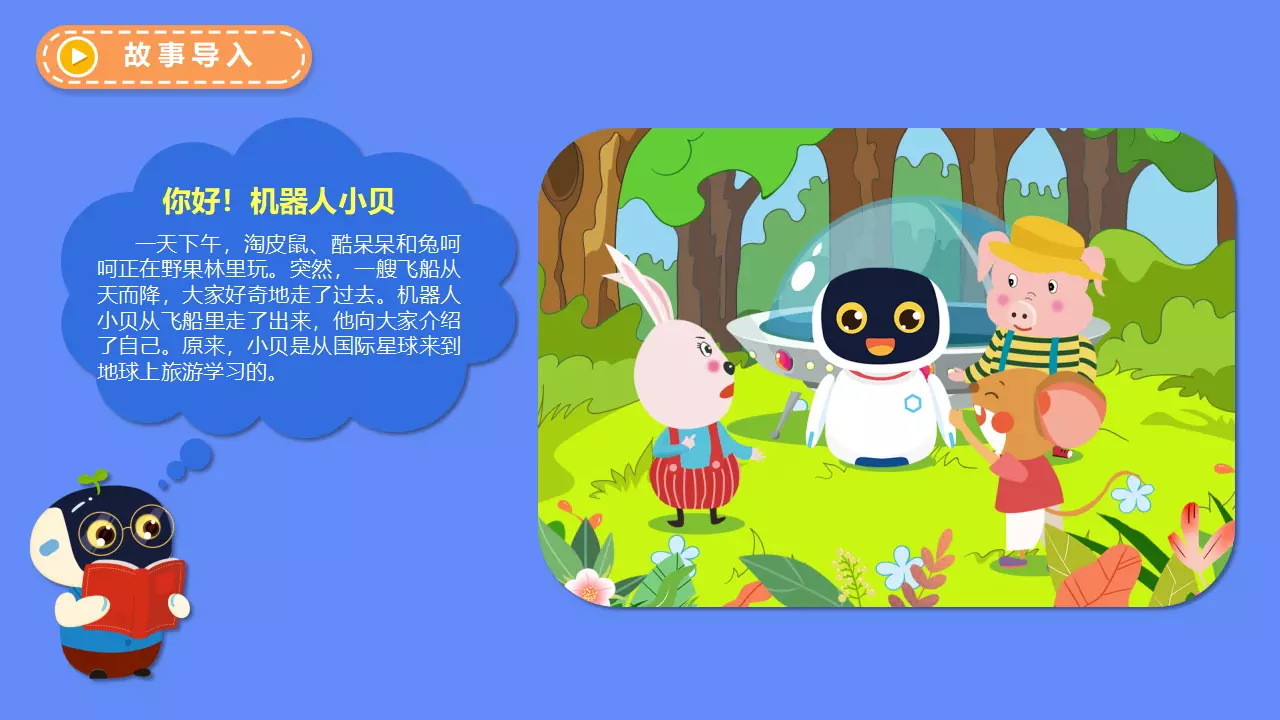 故事导入
你好！机器人小贝
一天下午，淘皮鼠、酷呆呆和兔呵
呵正在野果林里玩。突然，一艘飞船从
天而降，大家好奇地走了过去。机器人
小贝从飞船里走了出来，他向大家介绍
了自己。原来，小贝是从国际星球来到
地球上旅游学习的。